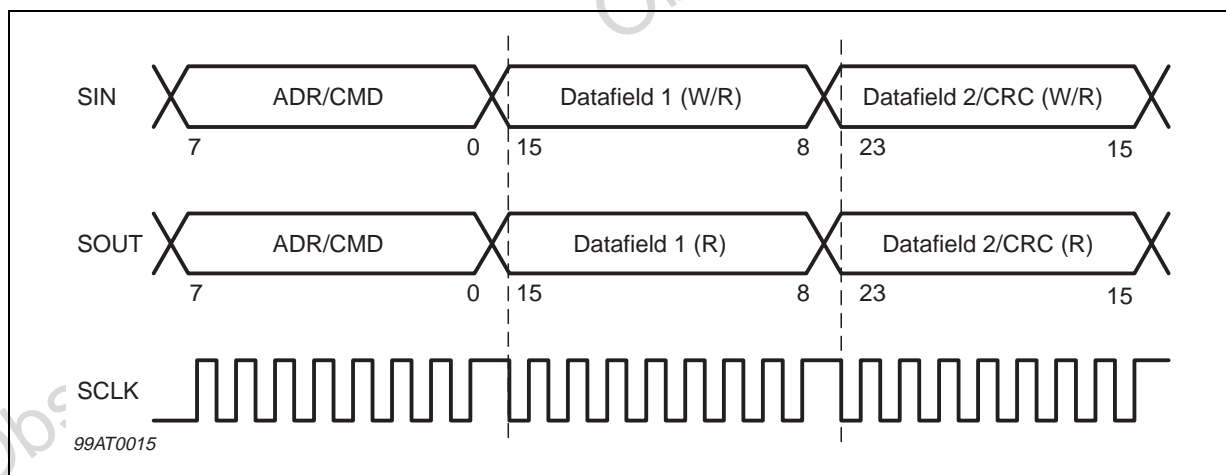 SIN ADR/CMD Datafield 1 (W/R) Datafield 2/CRC (W/R)
7 0 15 8 23 15
SOUT ADR/CMD Datafield 1 (R) Datafield 2/CRC (R)
7 0 15 8 23 15
SCLK
99AT0015